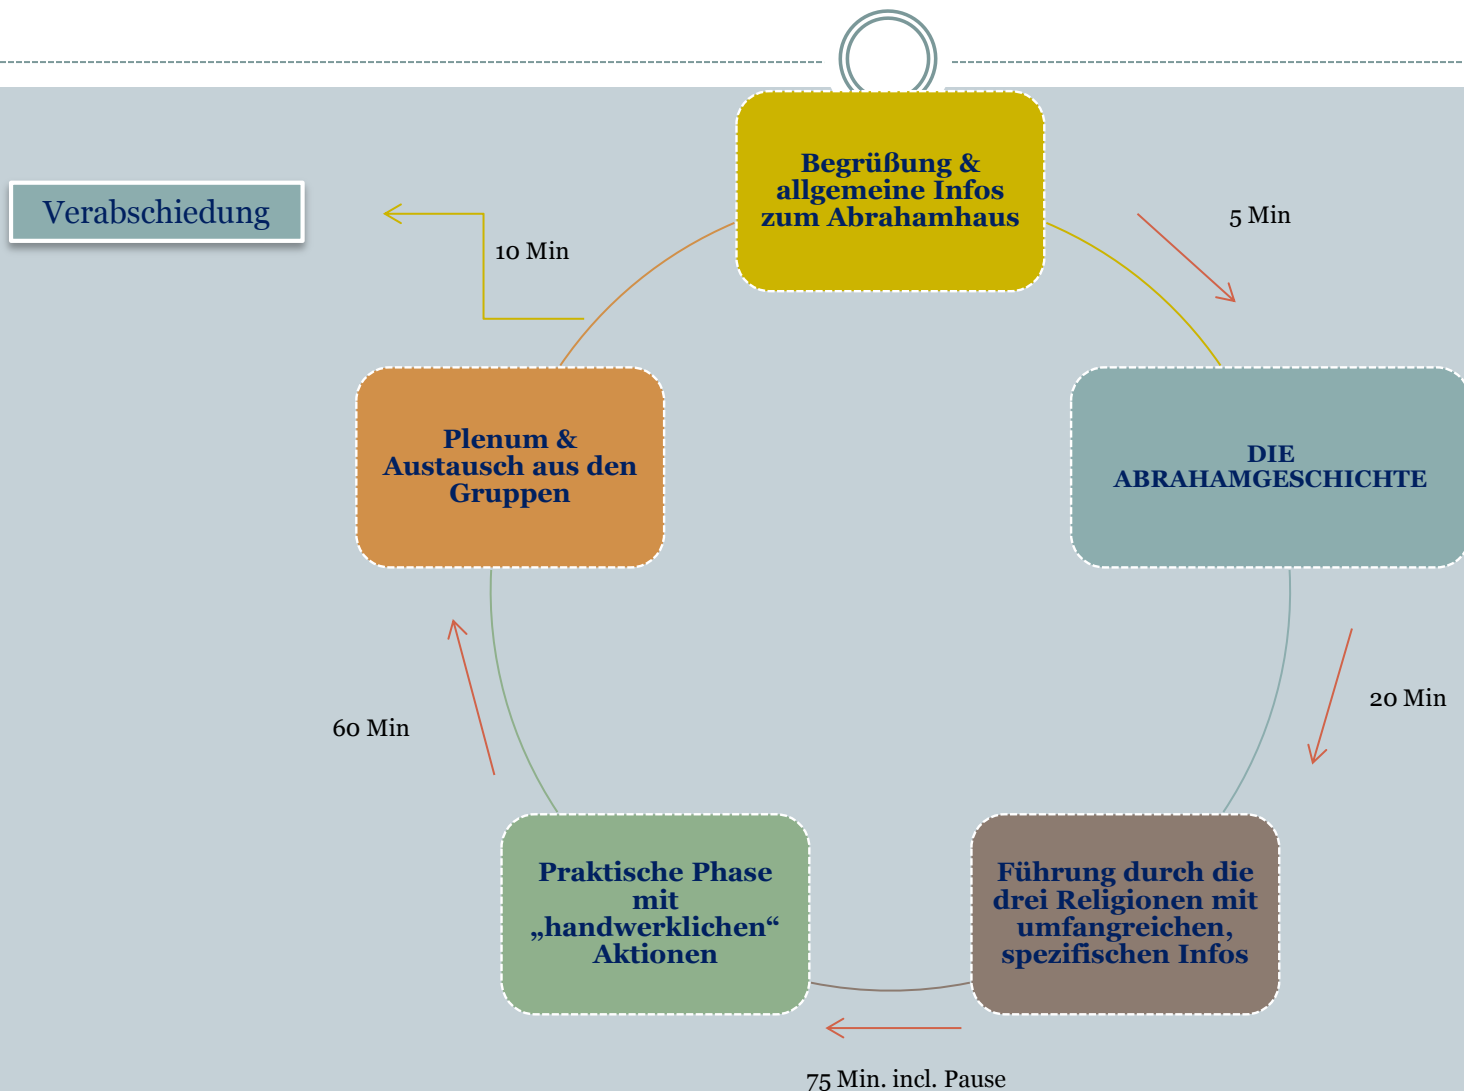 Begrüßung &
allgemeine Infos
zum Abrahamhaus
5 Min
DIE
ABRAHAMGESCHICHTE
20 Min
Führung durch die
drei Religionen mit
umfangreichen,
spezifischen Infos
75 Min. incl. Pause
Praktische Phase
mit
„handwerklichen“
Aktionen
60 Min
Plenum &
Austausch aus den
Gruppen
10 Min
Verabschiedung